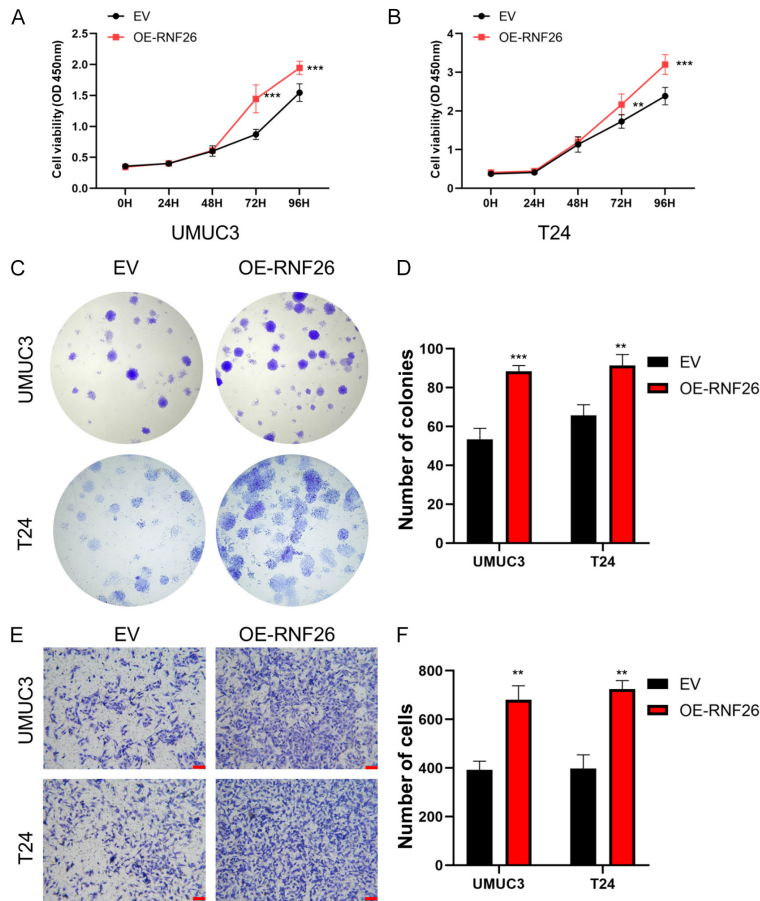 A
EV
OE-RNF26
Cell viability (OD 450nm)
2.5
2.0
1.5
1.0
0.5
0.0
***
***
0H 24H 48H 72H 96H
UMUC3
B
EV
OE-RNF26
Cell viability (OD 450nm)
4
3
2
1
0
**
***
0H 24H 48H 72H 96H
T24
C
EV OE-RNF26
UMUC3
T24
D
Number of colonies
100
80
60
40
20
0
***
**
UMUC3 T24
EV
OE-RNF26
E
EV OE-RNF26
UMUC3
T24
F
Number of cells
800
600
400
200
0
**
**
UMUC3 T24
EV
OE-RNF26